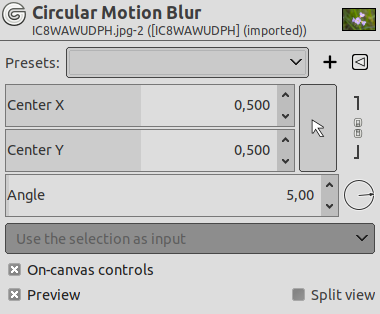 Circular Motion Blur
IC8WAWUDPH.jpg-2 ([IC8WAWUDPH] (imported))
Presets:
Center X 0,500
Center Y 0,500
Angle 5,00
Use the selection as input
On-canvas controls
Preview Split view